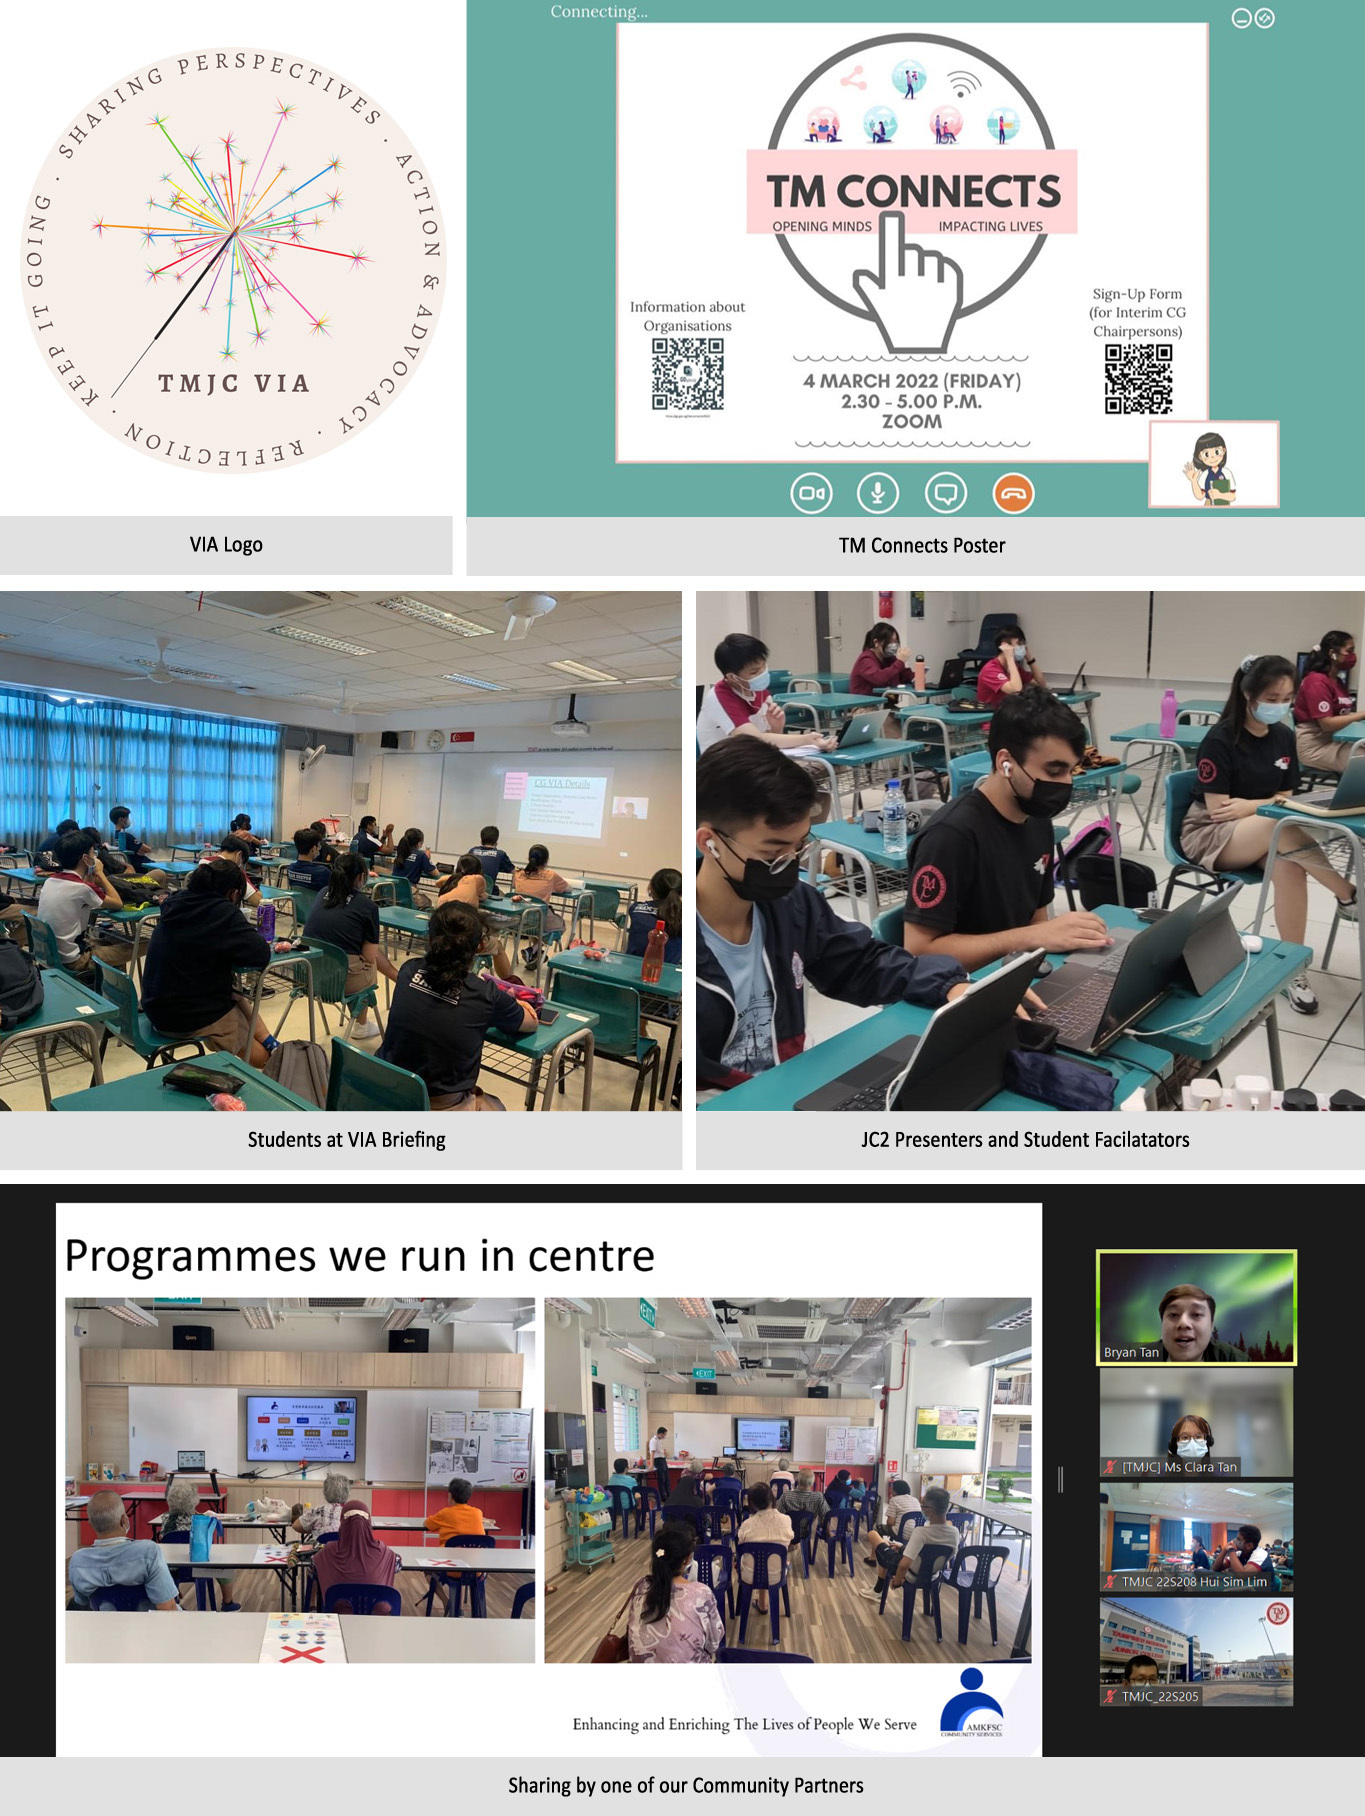 KEEP IT GOING · SHARING PERSPECTIVES · ACTION & ADVOCACY · REFLECTION ·
TMJC VIA
VIA Logo
Connecting...
TM CONNECTS
OPENING MINDS
IMPACTING LIVES
Information about
Organisations
Sign-Up Form
(for Interim CG
Chairpersons)
4 MARCH 2022 (FRIDAY)
2.30 - 5.00 P.M.
ZOOM
TM Connects Poster
CG VIA Details
Students at VIA Briefing
JC2 Presenters and Student Facilatators
Programmes we run in centre
EXIT
EXIT
Enhancing and Enriching The Lives of People We Serve
AMKFSC
COMMUNITY SERVICES
Bryan Tan
[TMJC] Ms Clara Tan
TMJC 22S208 Hui Sim Lim
TMJC_22S205
Sharing by one of our Community Partners